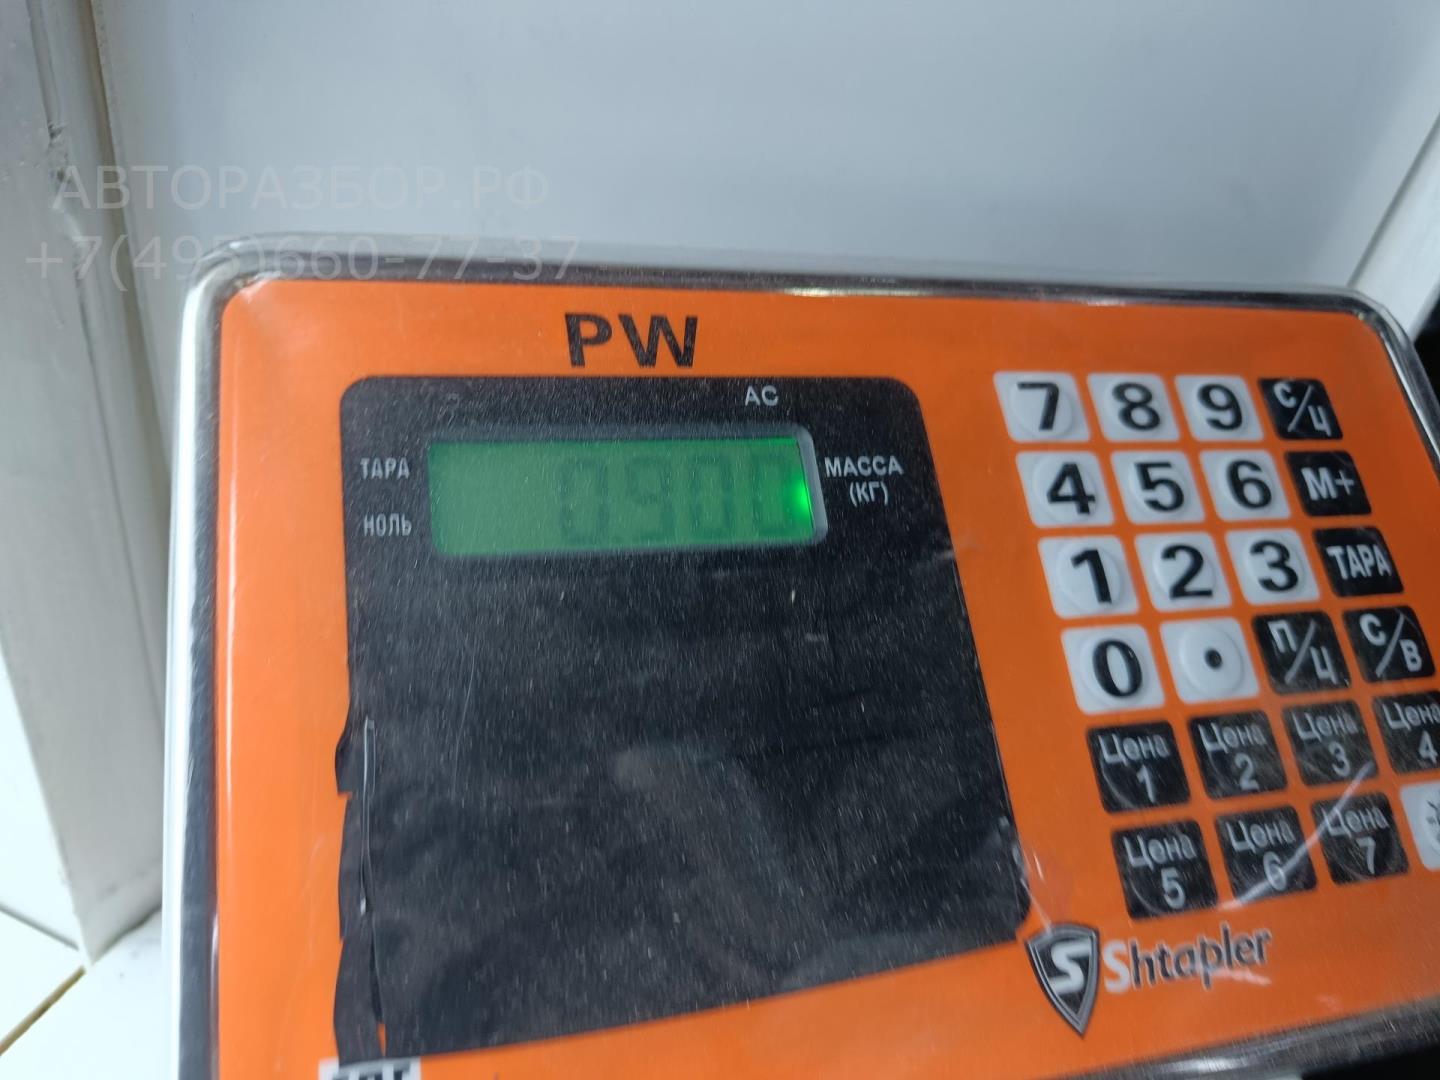 АВТОРАЗБОР.РФ
+7(495)660-77-37
PW
AC
ТАРА
МАССА
(КГ)
НОЛЬ
0.900
7 8 9 С/Ц
4 5 6 М+
1 2 3 ТАРА
0 . П/Ц С/В
Цена 1 Цена 2 Цена 3 Цена 4
Цена 5 Цена 6 Цена 7
S Shtapler